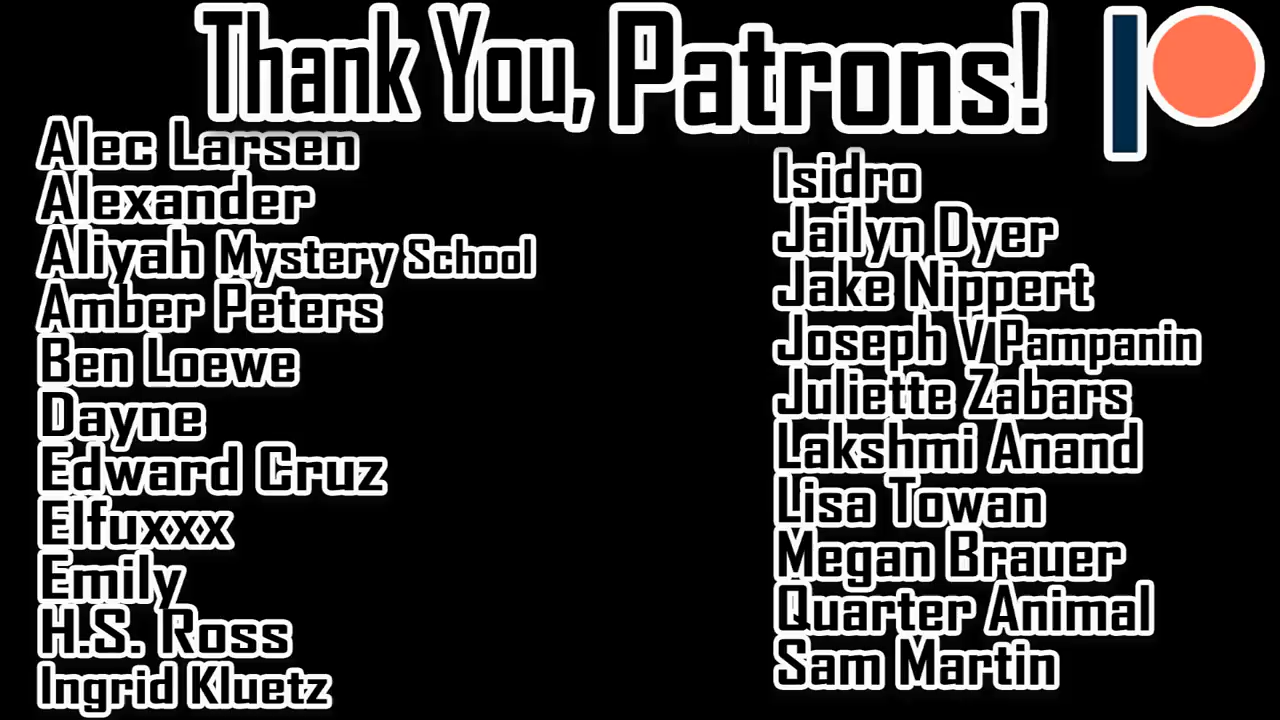 Thank You, Patrons!
Alec Larsen
Alexander
Aliyah Mystery School
Amber Peters
Ben Loewe
Dayne
Edward Cruz
Elfuxxx
Emily
H.S. Ross
Ingrid Kluetz
Isidro
Jailyn Dyer
Jake Nippert
Joseph V Pampanin
Juliette Zabars
Lakshmi Anand
Lisa Towan
Megan Brauer
Quarter Animal
Sam Martin